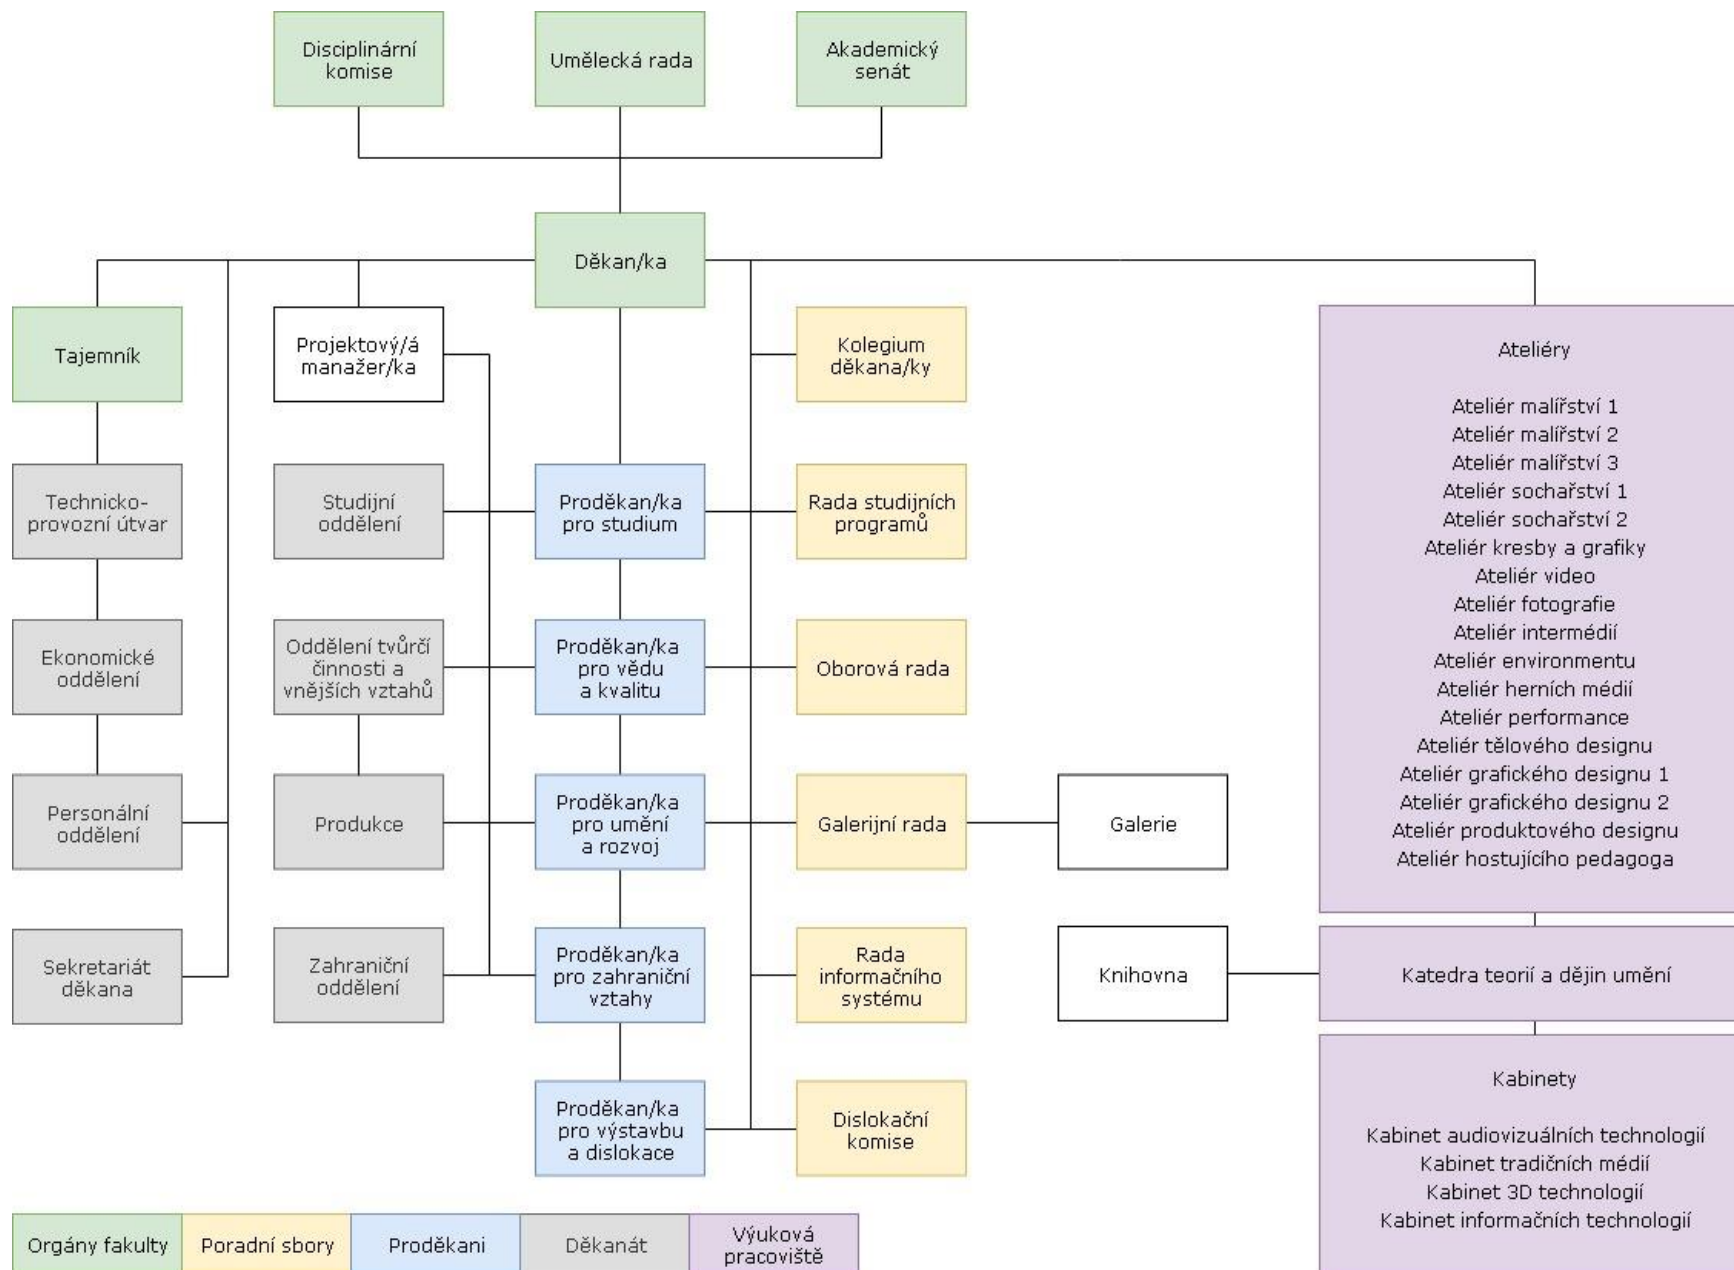 Disciplinární
komise
Umělecká rada
Akademický
senát
Děkan/ka
Tajemník
Projektový/á
manažer/ka
Kolegium
děkana/ky
Technicko-
provozní útvar
Studijní
oddělení
Proděkan/ka
pro studium
Rada studijních
programů
Ekonomické
oddělení
Oddělení tvůrčí
činnosti a
vnějších vztahů
Proděkan/ka
pro vědu
a kvalitu
Oborová rada
Personální
oddělení
Produkce
Proděkan/ka
pro umění
a rozvoj
Galerijní rada
Galerie
Sekretariát
děkana
Zahraniční
oddělení
Proděkan/ka
pro zahraniční
vztahy
Rada
informačního
systému
Knihovna
Proděkan/ka
pro výstavbu
a dislokace
Dislokační
komise
Ateliéry
Ateliér malířství 1
Ateliér malířství 2
Ateliér malířství 3
Ateliér sochařství 1
Ateliér sochařství 2
Ateliér kresby a grafiky
Ateliér video
Ateliér fotografie
Ateliér intermédií
Ateliér environmentu
Ateliér herních médií
Ateliér performance
Ateliér tělového designu
Ateliér grafického designu 1
Ateliér grafického designu 2
Ateliér produktového designu
Ateliér hostujícího pedagoga
Katedra teorií a dějin umění
Kabinety
Kabinet audiovizuálních technologií
Kabinet tradičních médií
Kabinet 3D technologií
Kabinet informačních technologií
Orgány fakulty
Poradní sbory
Proděkani
Děkanát
Výuková
pracoviště